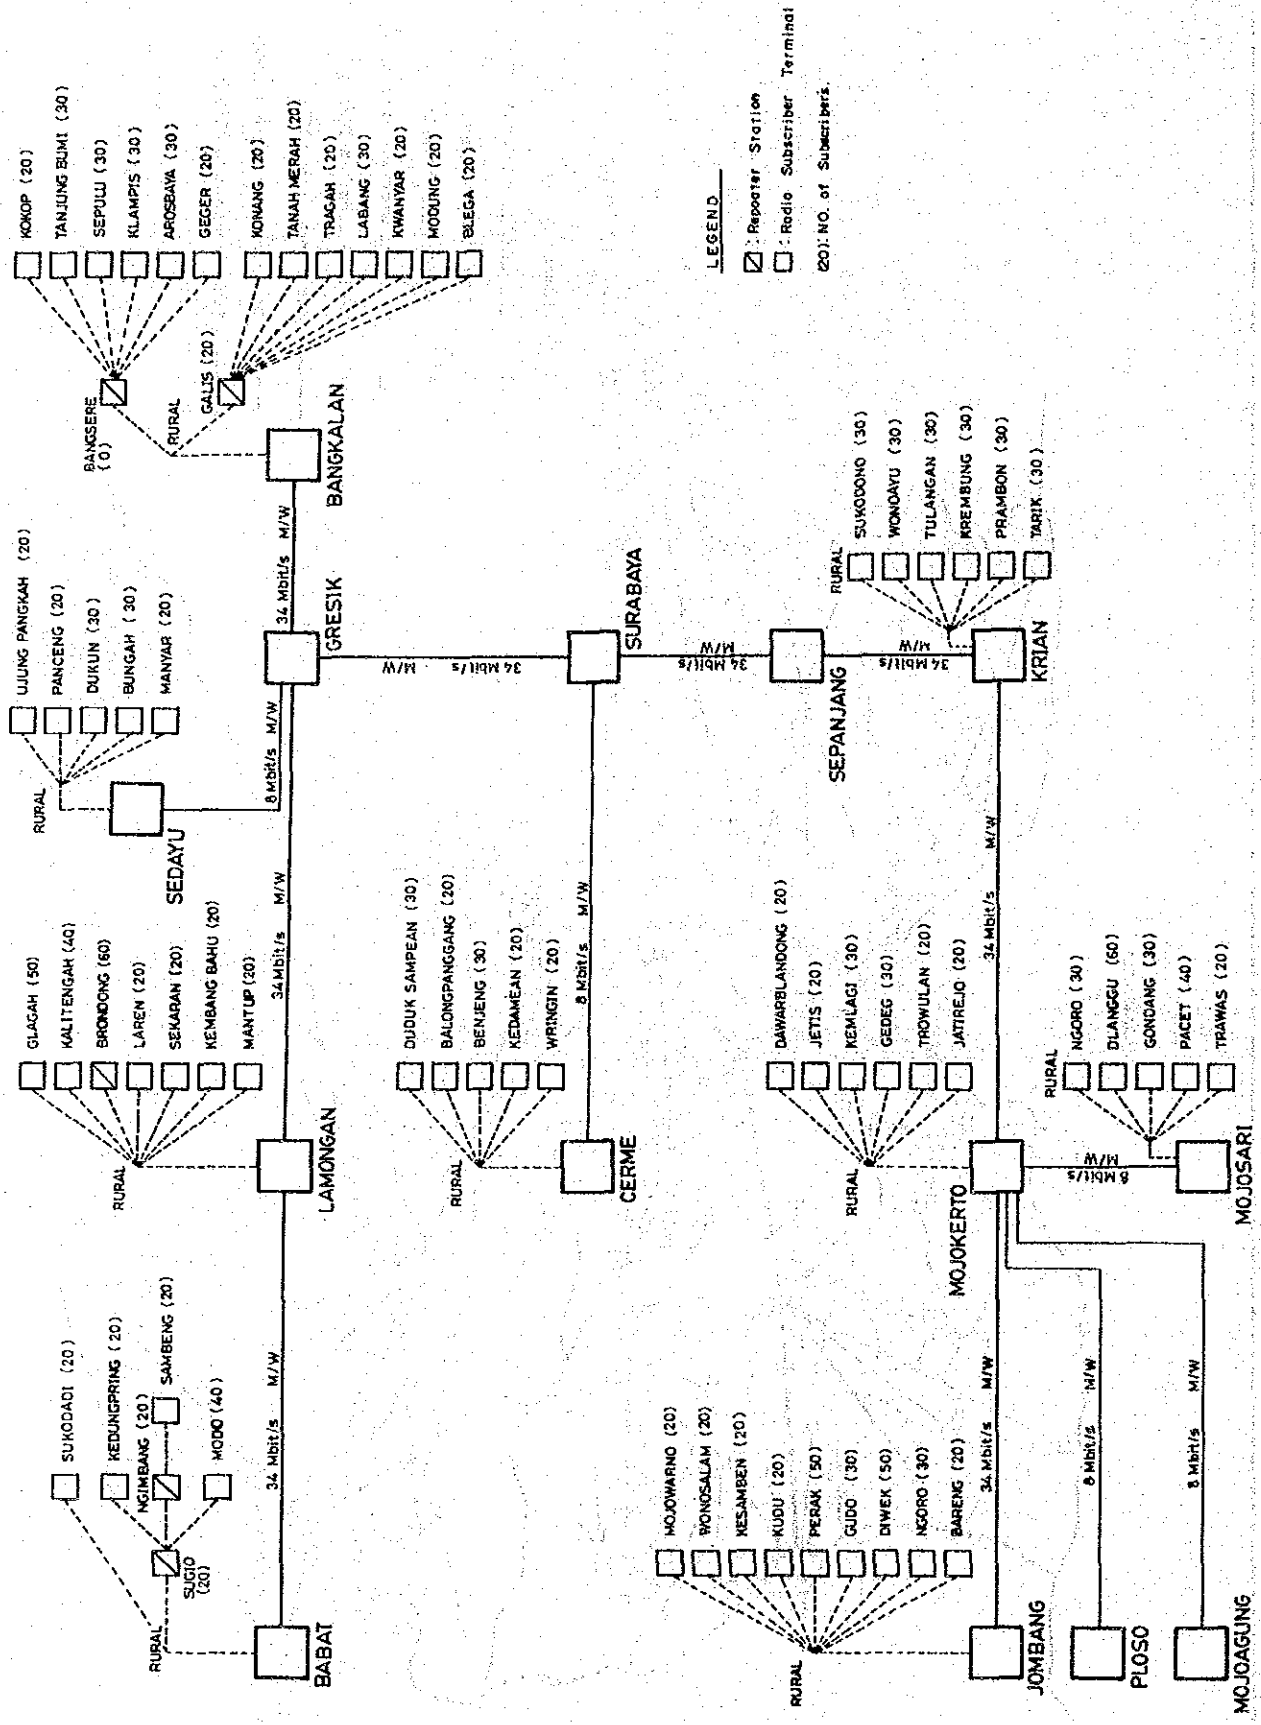 KOKOP (20)
TANJUNG BUMI (30)
SEPULU (30)
KLAMPIS (30)
AROSBAYA (30)
GEGER (20)
BANGSERE
(0)
RURAL
GALIS (20)
KONANG (20)
TANAH MERAH (20)
TRAGAH (20)
LABANG (30)
KWANYAR (20)
MODUNG (20)
BLEGA (20)
BANGKALAN
34 Mbit/s M/W
UJUNG PANGKAH (20)
PANCENG (20)
DUKUN (30)
BUNGAH (30)
MANYAR (20)
RURAL
SEDAYU
8 Mbit/s M/W
GRESIK
34 Mbit/s M/W
34 Mbit/s
M/W
GLAGAH (50)
KALITENGAH (40)
BRONDONG (60)
LAREN (20)
SEKARAN (20)
KEMBANG BAHU (20)
MANTUP (20)
RURAL
LAMONGAN
34 Mbit/s M/W
SUKODADI (20)
KEDUNGPRING (20)
NGIMBANG (20)
SAMBENG (20)
MODO (40)
SUGIO
(20)
RURAL
BABAT
SURABAYA
DUDUK SAMPEAN (30)
BALONGPANGGANG (20)
BENJENG (30)
KEDAMEAN (20)
WRINGIN (20)
RURAL
CERME
8 Mbit/s M/W
34 Mbit/s
M/W
SEPANJANG
34 Mbit/s
M/W
RURAL
SUKODONO (30)
WONOAYU (30)
TULANGAN (30)
KREMBUNG (30)
PRAMBON (30)
TARIK (30)
KRIAN
34 Mbit/s M/W
DAWARBLANDONG (20)
JETIS (20)
KEMLAGI (30)
GEDEG (30)
TROWULAN (20)
JATIREJO (20)
RURAL
MOJOKERTO
8 Mbit/s
M/W
RURAL
NGORO (30)
DLANGGU (60)
GONDANG (30)
PACET (40)
TRAWAS (20)
MOJOSARI
MOJOWARNO (20)
WONOSALAM (20)
KESAMBEN (20)
KUDU (20)
PERAK (50)
GUDO (30)
DIWEK (50)
NGORO (30)
BARENG (20)
RURAL
34 Mbit/s M/W
JOMBANG
8 Mbit/s M/W
PLOSO
8 Mbit/s M/W
MOJOAGUNG
LEGEND
: Repeater Station
: Radio Subscriber Terminal
(20): NO. of Subscribers.